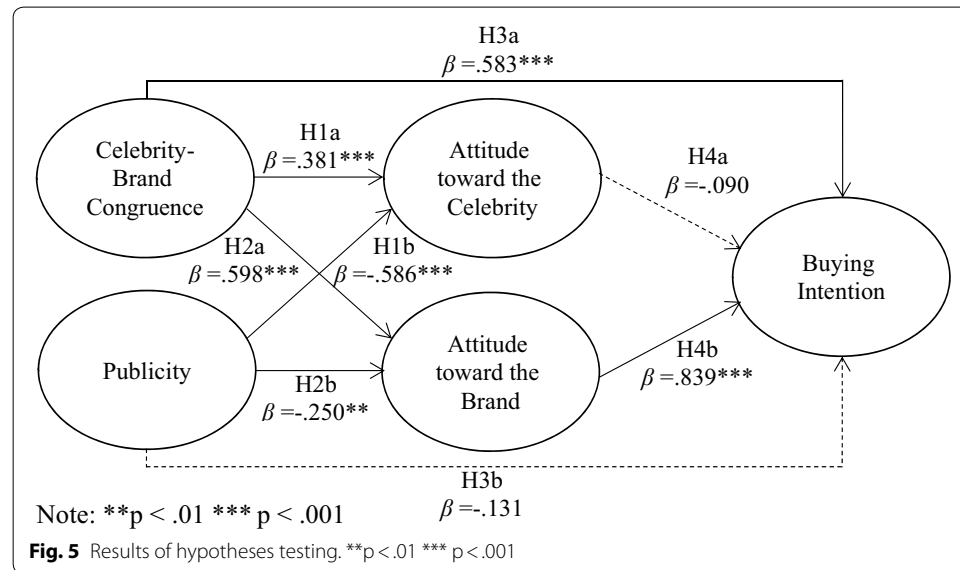 H3a
β =.583***
H1a
β =.381***
Celebrity-
Brand
Congruence
Attitude
toward the
Celebrity
H4a
β =-.090
H2a
β =.598***
H1b
β =-.586***
Buying
Intention
Publicity
H2b
β =-.250**
Attitude
toward the
Brand
H4b
β =.839***
H3b
β =-.131
Note: **p < .01 *** p < .001
Fig. 5 Results of hypotheses testing. **p < .01 *** p < .001